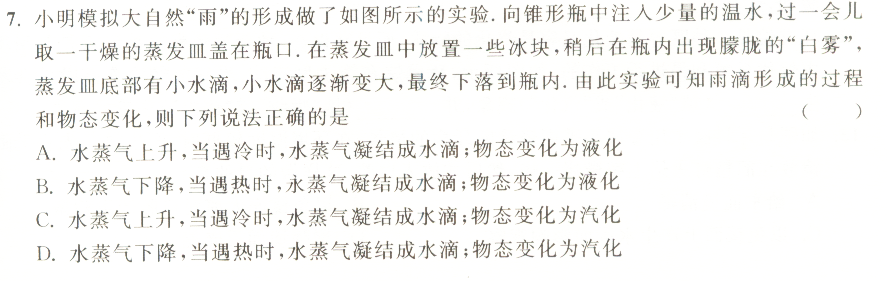 7. 小明模拟大自然“雨”的形成做了如图所示的实验.向锥形瓶中注入少量的温水,过一会儿
取一干燥的蒸发皿盖在瓶口.在蒸发皿中放置一些冰块,稍后在瓶内出现朦胧的“白雾”,
蒸发皿底部有小水滴,小水滴逐渐变大,最终下落到瓶内.由此实验可知雨滴形成的过程
和物态变化,则下列说法正确的是 ( )
A. 水蒸气上升,当遇冷时,水蒸气凝结成水滴;物态变化为液化
B. 水蒸气下降,当遇热时,永蒸气凝结成水滴;物态变化为液化
C. 水蒸气上升,当遇冷时,水蒸气凝结成水滴;物态变化为汽化
D. 水蒸气下降,当遇热时,水蒸气凝结成水滴;物态变化为汽化